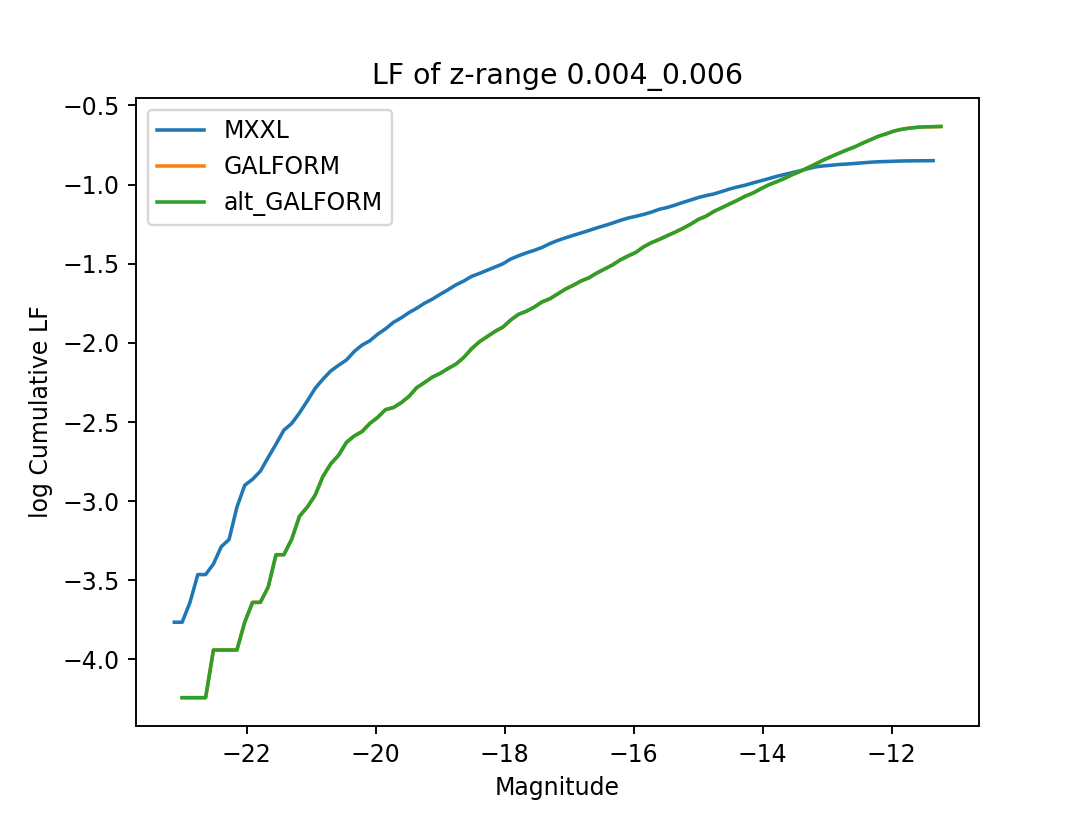 LF of z-range 0.004_0.006
MXXL
GALFORM
alt_GALFORM
−0.5
−1.0
−1.5
−2.0
−2.5
−3.0
−3.5
−4.0
log Cumulative LF
−22 −20 −18 −16 −14 −12
Magnitude